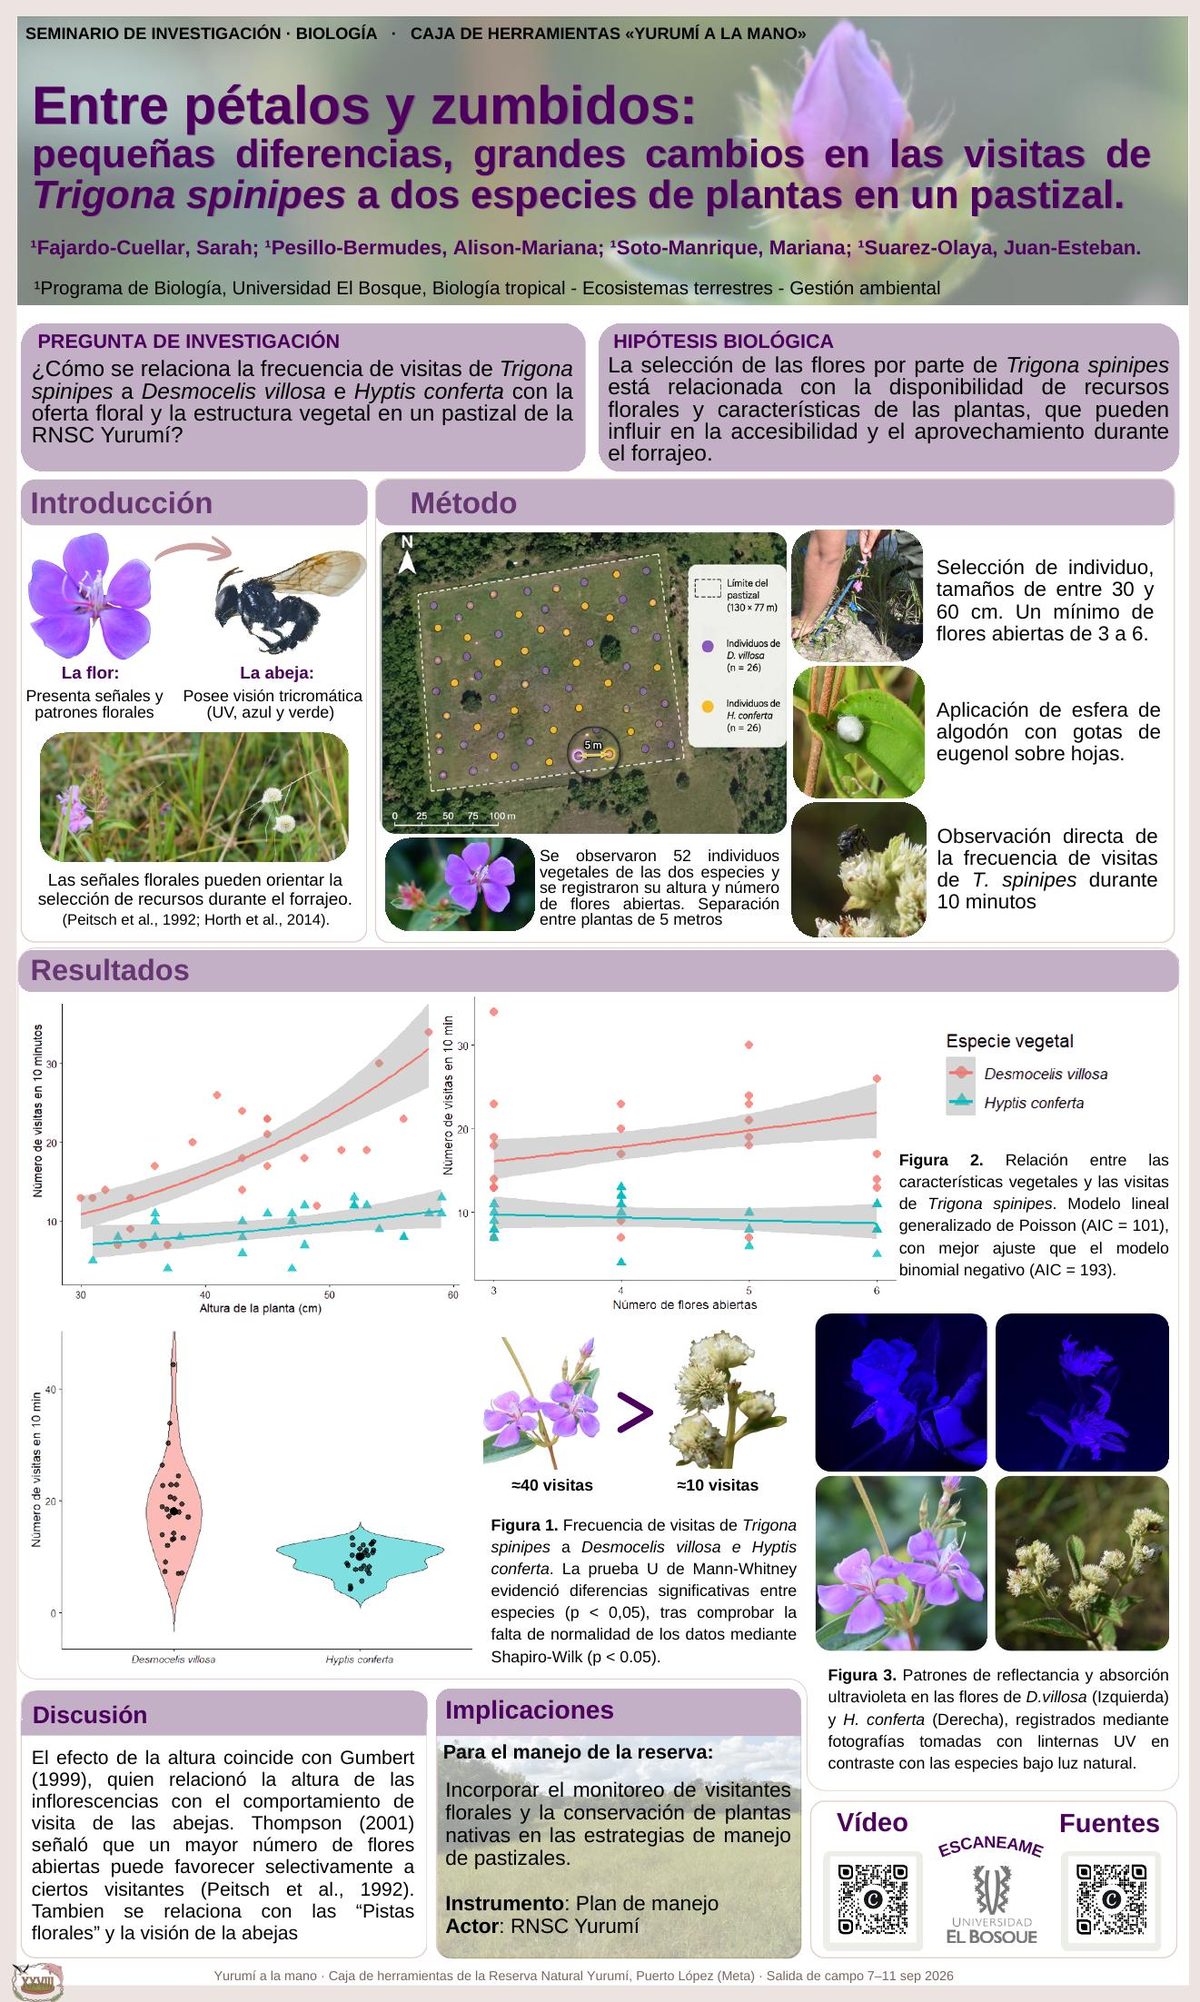 SEMINARIO DE INVESTIGACIÓN · BIOLOGÍA · CAJA DE HERRAMIENTAS «YURUMÍ A LA MANO»
Entre pétalos y zumbidos:
pequeñas diferencias, grandes cambios en las visitas de
Trigona spinipes a dos especies de plantas en un pastizal.
¹Fajardo-Cuellar, Sarah; ¹Pesillo-Bermudes, Alison-Mariana; ¹Soto-Manrique, Mariana; ¹Suarez-Olaya, Juan-Esteban.
¹Programa de Biología, Universidad El Bosque, Biología tropical - Ecosistemas terrestres - Gestión ambiental
PREGUNTA DE INVESTIGACIÓN
¿Cómo se relaciona la frecuencia de visitas de Trigona
spinipes a Desmocelis villosa e Hyptis conferta con la
oferta floral y la estructura vegetal en un pastizal de la
RNSC Yurumí?
HIPÓTESIS BIOLÓGICA
La selección de las flores por parte de Trigona spinipes
está relacionada con la disponibilidad de recursos
florales y características de las plantas, que pueden
influir en la accesibilidad y el aprovechamiento durante
el forrajeo.
Introducción
La flor:
Presenta señales y
patrones florales
La abeja:
Posee visión tricromática
(UV, azul y verde)
Las señales florales pueden orientar la
selección de recursos durante el forrajeo.
(Peitsch et al., 1992; Horth et al., 2014).
Método
N
Límite del
pastizal
(130 × 77 m)
Individuos de
D. villosa
(n = 26)
Individuos de
H. conferta
(n = 26)
5 m
0 25 50 75 100 m
Se observaron 52 individuos
vegetales de las dos especies y
se registraron su altura y número
de flores abiertas. Separación
entre plantas de 5 metros
Selección de individuo,
tamaños de entre 30 y
60 cm. Un mínimo de
flores abiertas de 3 a 6.
Aplicación de esfera de
algodón con gotas de
eugenol sobre hojas.
Observación directa de
la frecuencia de visitas
de T. spinipes durante
10 minutos
Resultados
Número de visitas en 10 minutos
30
20
10
30 40 50 60
Altura de la planta (cm)
Número de visitas en 10 min
30
20
10
3 4 5 6
Número de flores abiertas
Especie vegetal
Desmocelis villosa
Hyptis conferta
Figura 2. Relación entre las
características vegetales y las visitas
de Trigona spinipes. Modelo lineal
generalizado de Poisson (AIC = 101),
con mejor ajuste que el modelo
binomial negativo (AIC = 193).
Número de visitas en 10 min
40
20
0
Desmocelis villosa Hyptis conferta
>
≈40 visitas ≈10 visitas
Figura 1. Frecuencia de visitas de Trigona
spinipes a Desmocelis villosa e Hyptis
conferta. La prueba U de Mann-Whitney
evidenció diferencias significativas entre
especies (p < 0,05), tras comprobar la
falta de normalidad de los datos mediante
Shapiro-Wilk (p < 0.05).
Figura 3. Patrones de reflectancia y absorción
ultravioleta en las flores de D.villosa (Izquierda)
y H. conferta (Derecha), registrados mediante
fotografías tomadas con linternas UV en
contraste con las especies bajo luz natural.
Discusión
El efecto de la altura coincide con Gumbert
(1999), quien relacionó la altura de las
inflorescencias con el comportamiento de
visita de las abejas. Thompson (2001)
señaló que un mayor número de flores
abiertas puede favorecer selectivamente a
ciertos visitantes (Peitsch et al., 1992).
Tambien se relaciona con las “Pistas
florales” y la visión de la abejas
Implicaciones
Para el manejo de la reserva:
Incorporar el monitoreo de visitantes
florales y la conservación de plantas
nativas en las estrategias de manejo
de pastizales.
Instrumento: Plan de manejo
Actor: RNSC Yurumí
Vídeo
ESCANEAME
Fuentes
C
C
UNIVERSIDAD
EL BOSQUE
XXVIII
Yurumí a la mano · Caja de herramientas de la Reserva Natural Yurumí, Puerto López (Meta) · Salida de campo 7–11 sep 2026